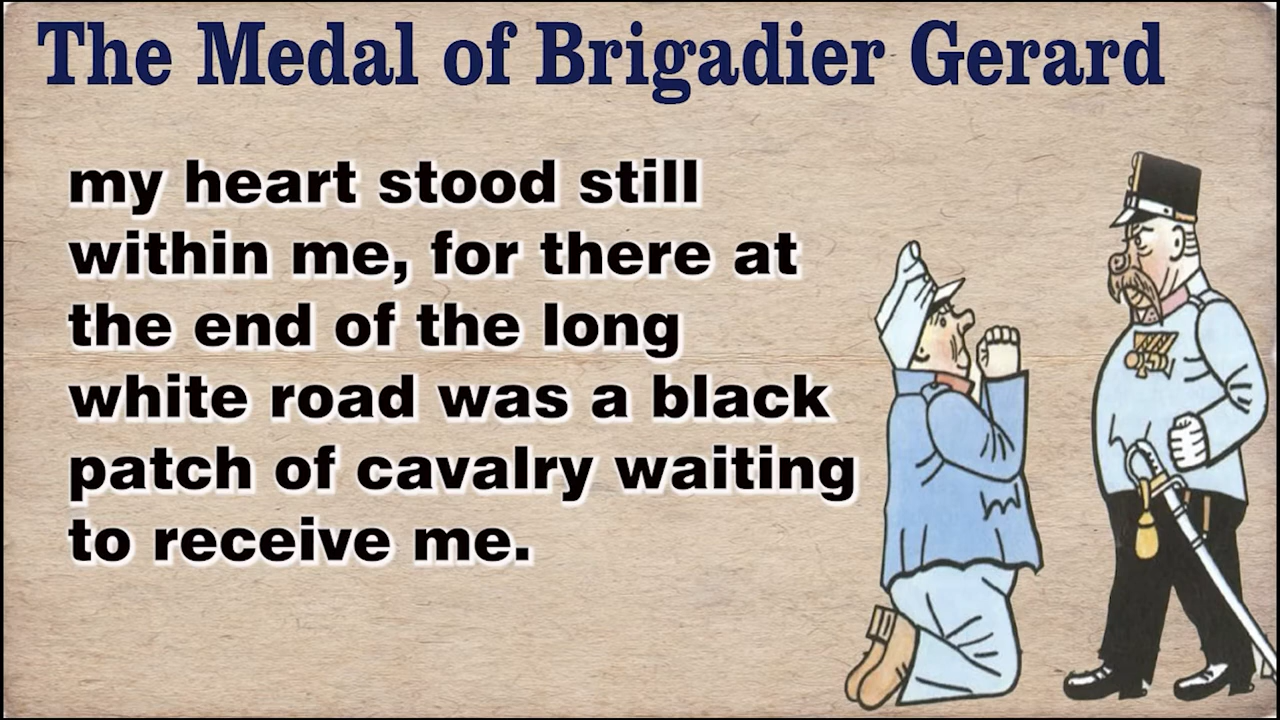 The Medal of Brigadier Gerard
my heart stood still
within me, for there at
the end of the long
white road was a black
patch of cavalry waiting
to receive me.